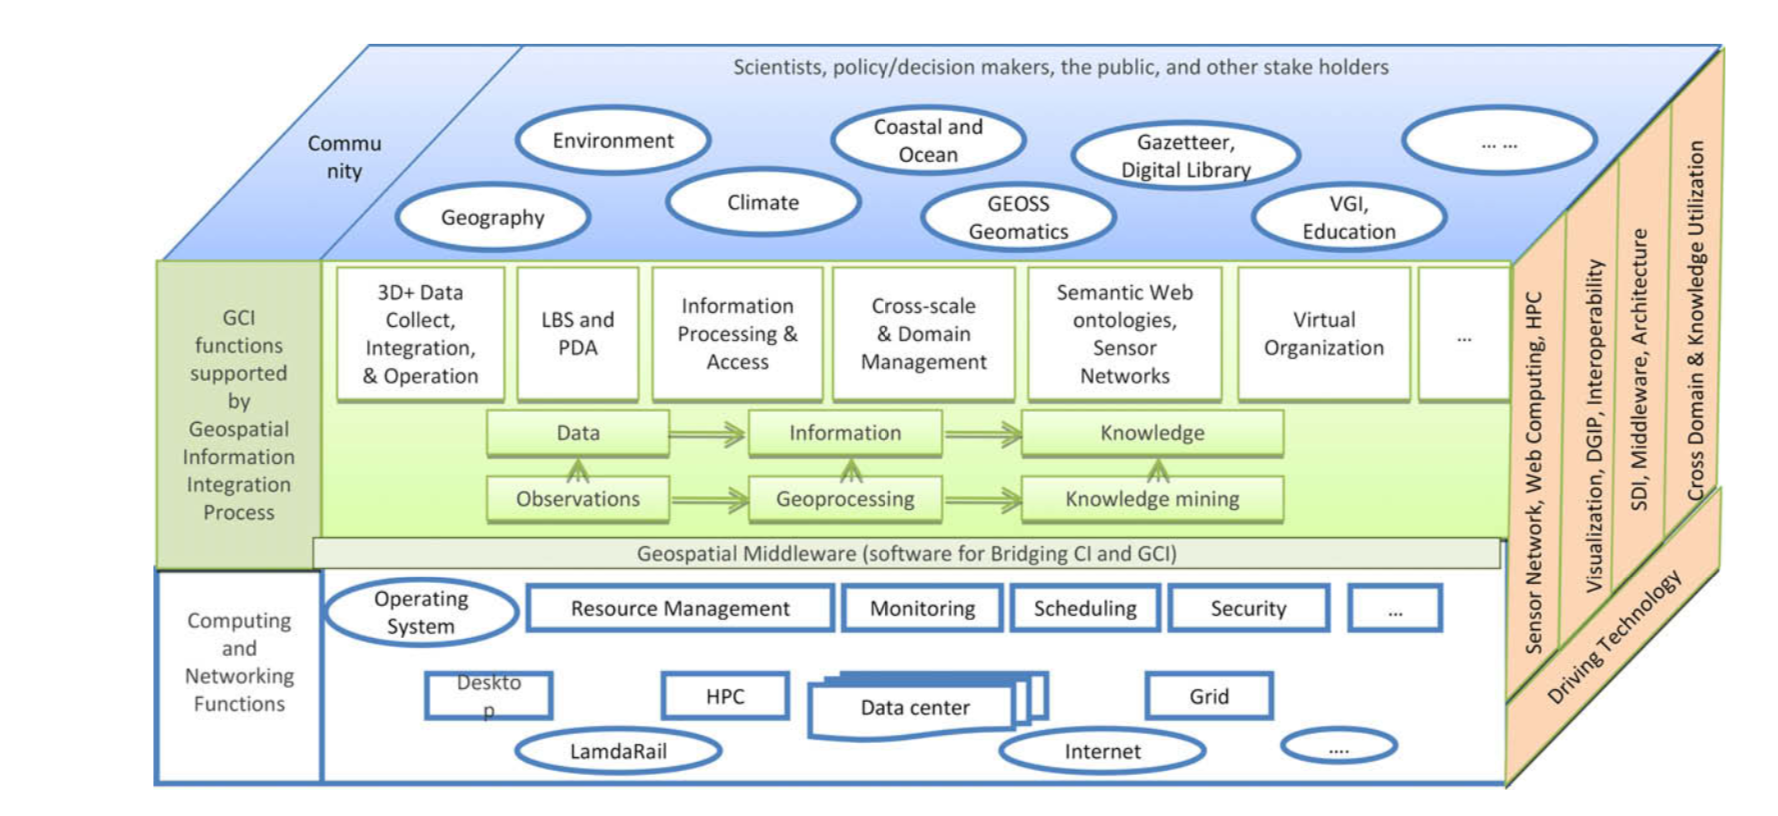 Scientists, policy/decision makers, the public, and other stake holders
Commu
nity
Environment
Coastal and
Ocean
Gazetteer,
Digital Library
... ...
Geography
Climate
GEOSS
Geomatics
VGI,
Education
GCI
functions
supported
by
Geospatial
Information
Integration
Process
3D+ Data
Collect,
Integration,
& Operation
LBS and
PDA
Information
Processing &
Access
Cross-scale
& Domain
Management
Semantic Web
ontologies,
Sensor
Networks
Virtual
Organization
...
Data
Information
Knowledge
Observations
Geoprocessing
Knowledge mining
Geospatial Middleware (software for Bridging CI and GCI)
Computing
and
Networking
Functions
Operating
System
Resource Management
Monitoring
Scheduling
Security
...
Deskto
p
HPC
Data center
Grid
LamdaRail
Internet
....
Sensor Network, Web Computing, HPC
Visualization, DGIP, Interoperability
SDI, Middleware, Architecture
Cross Domain & Knowledge Utilization
Driving Technology